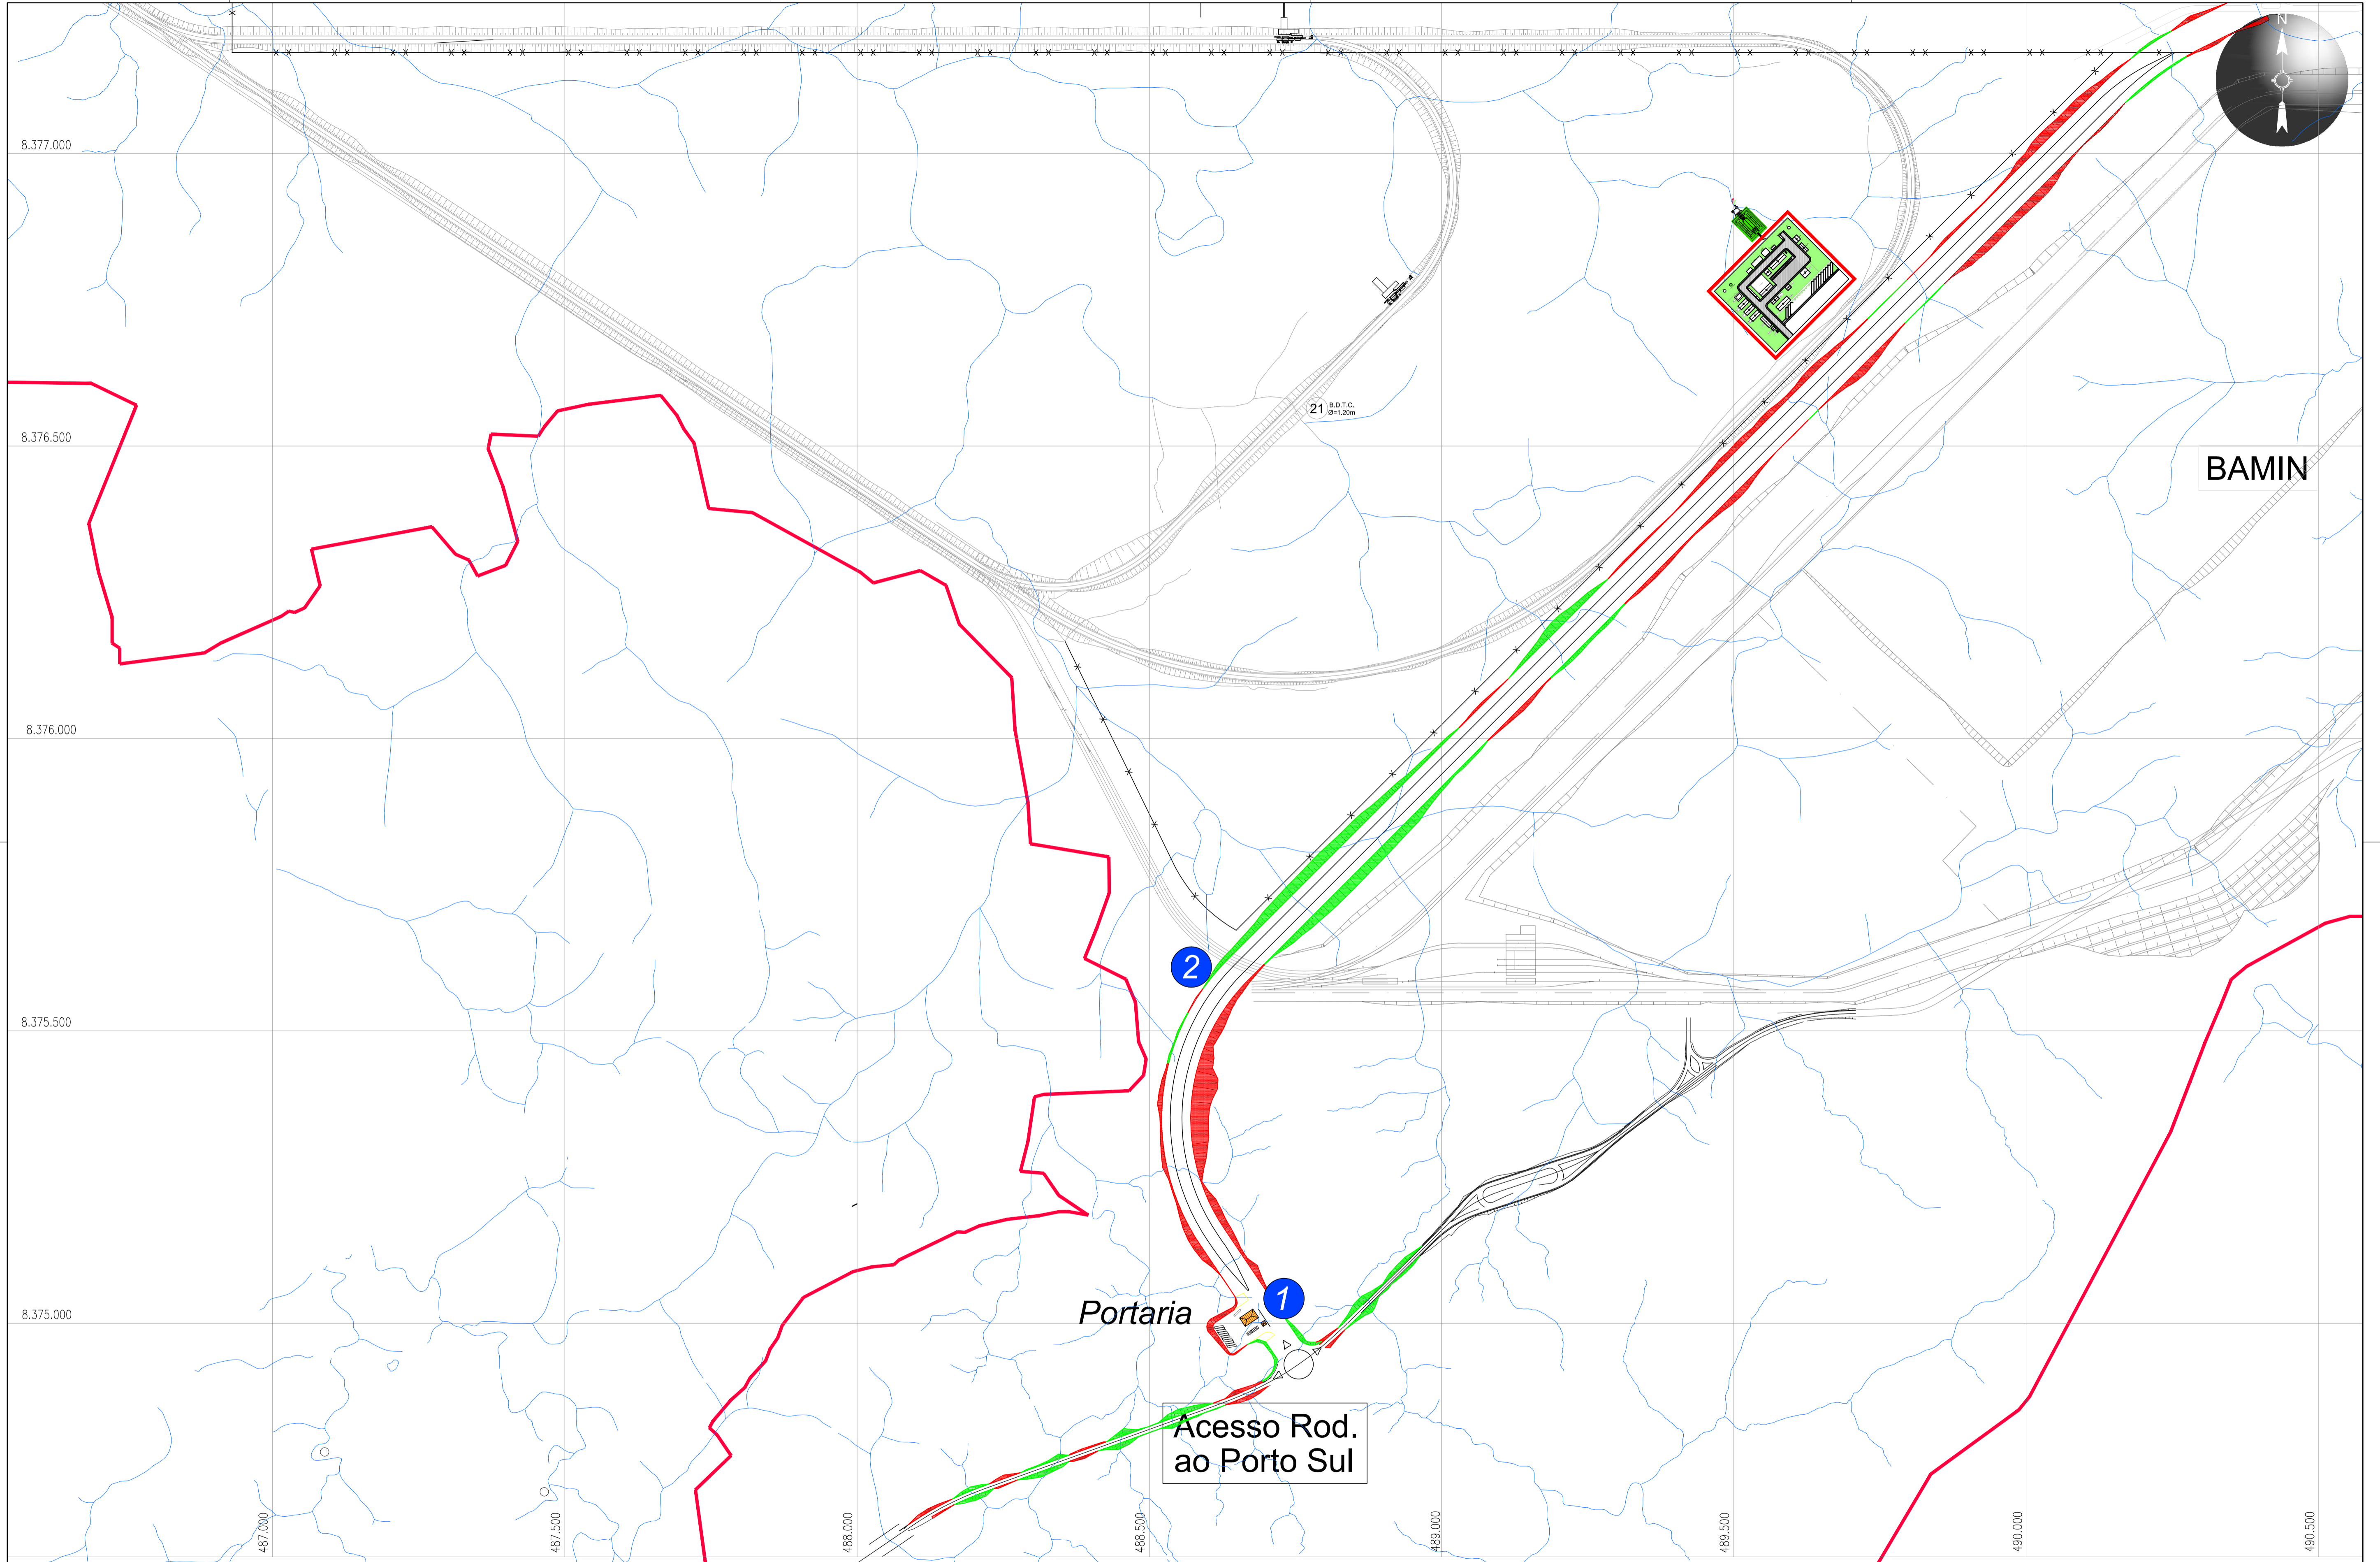 N
8.377.000
21 B.D.T.C.
Ø=1.20m
8.376.500
BAMIN
8.376.000
2
8.375.500
1
Portaria
8.375.000
Acesso Rod.
ao Porto Sul
487.000
487.500
488.000
488.500
489.000
489.500
490.000
490.500